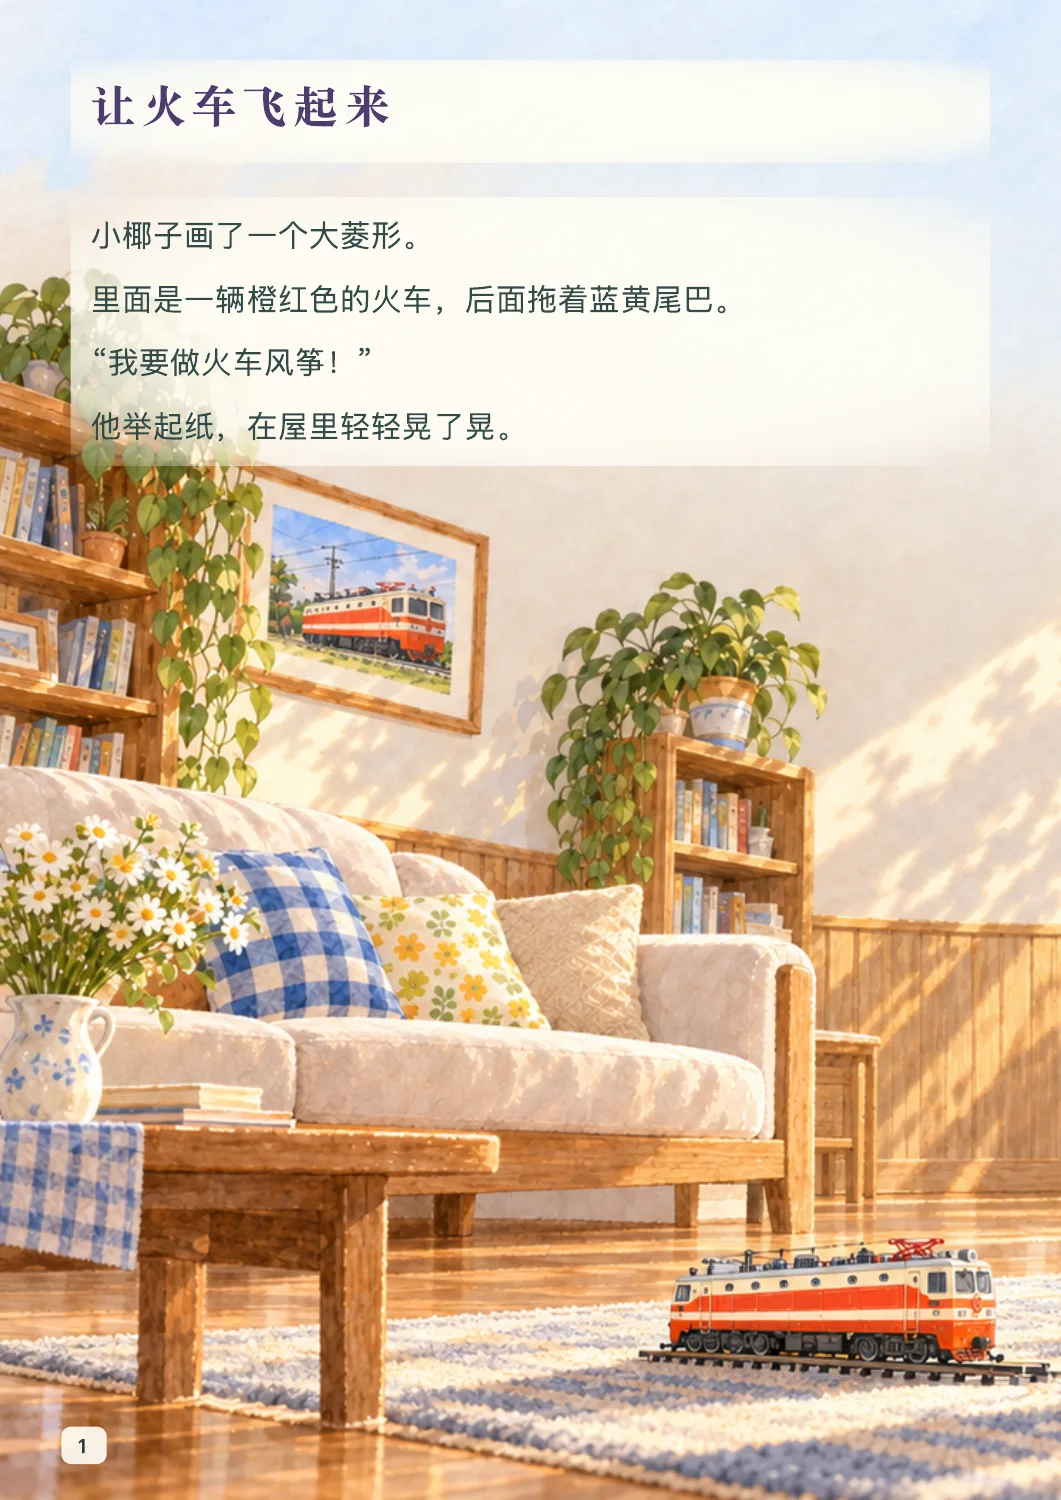 让火车飞起来
小椰子画了一个大菱形。
里面是一辆橙红色的火车，后面拖着蓝黄尾巴。
“我要做火车风筝！”
他举起纸，在屋里轻轻晃了晃。
1